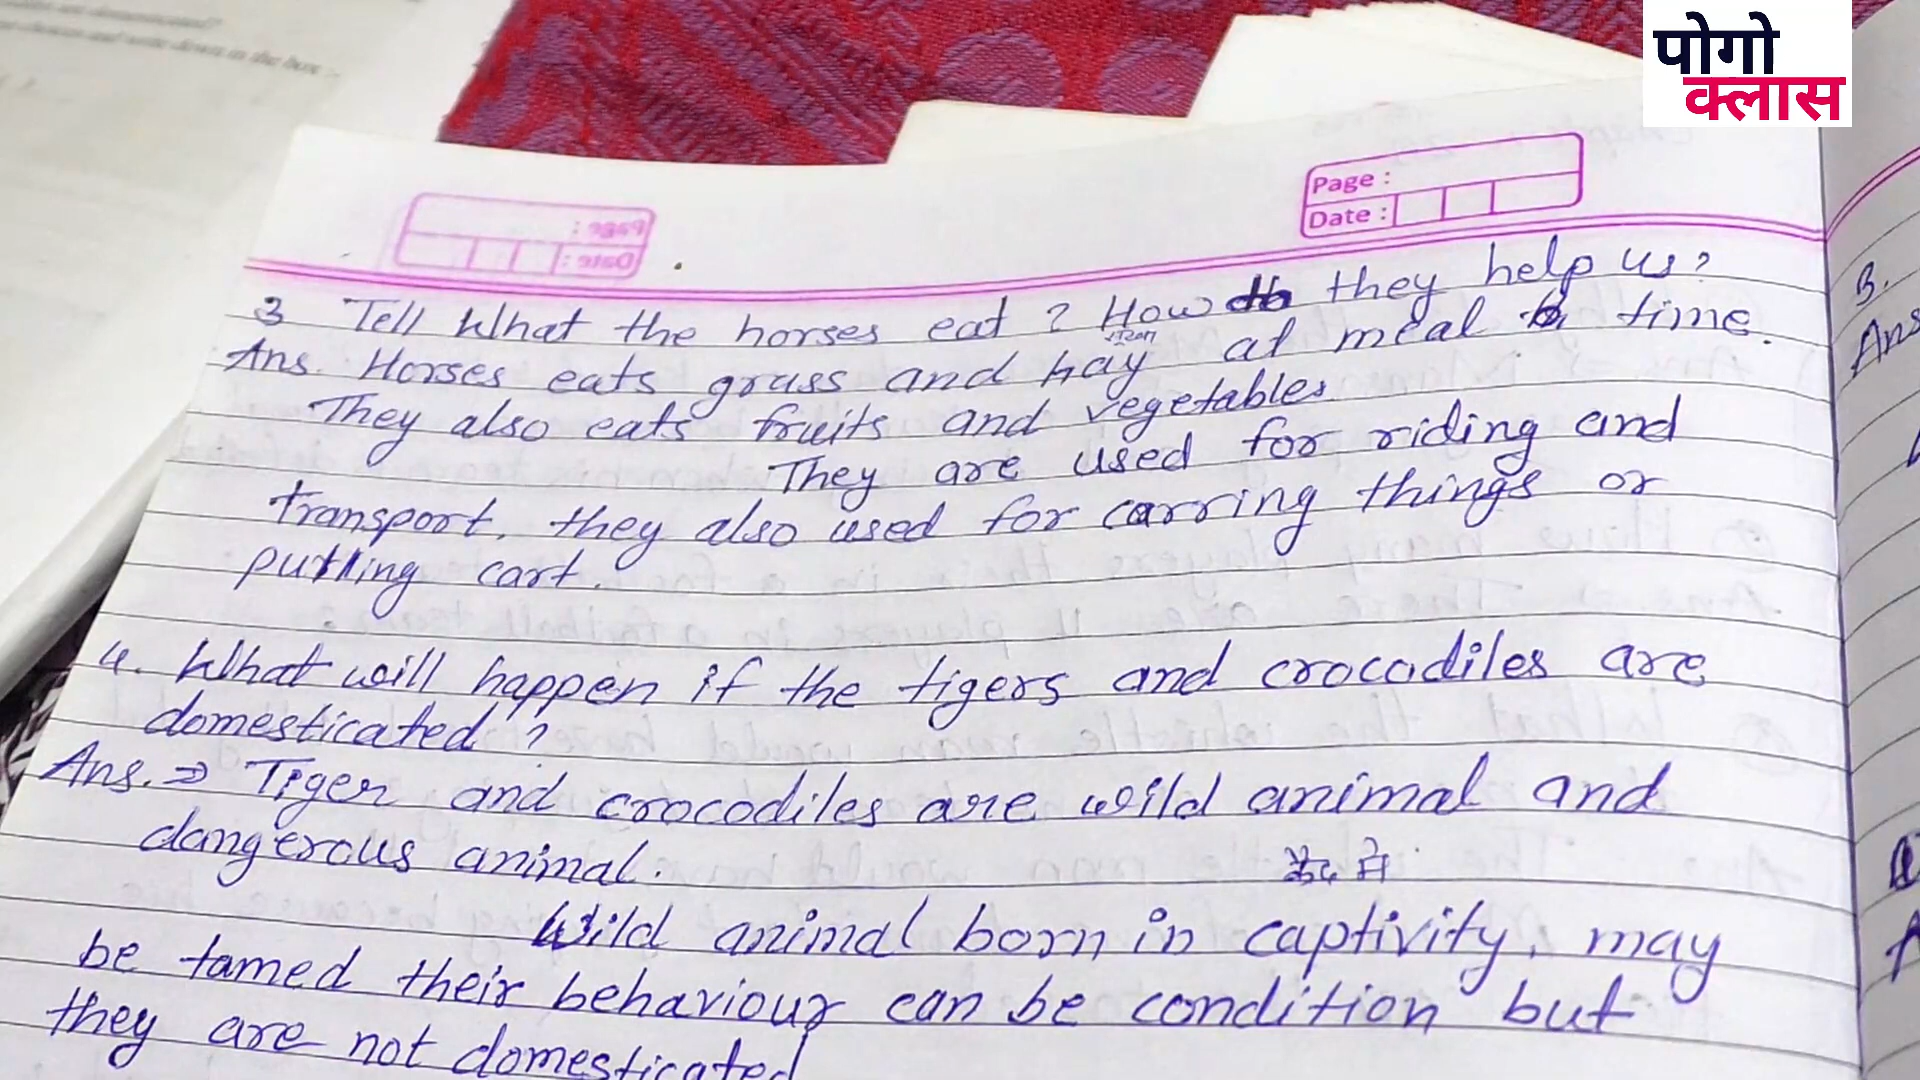 पोगो
क्लास
Page :
Date :
3 Tell What the horses eat ? How they help us?
Ans. Horses eats grass and hay at meal time.
They also eats fruits and vegetables
They are used for riding and
transport. they also used for carring things or
putting cart.
4. What will happen if the tigers and crocodiles are
domesticated ?
Ans. ⇒ Tiger and crocodiles are wild animal and
dangerous animal.
Wild animal born in captivity, may
be tamed their behaviour can be condition but
they are not domesticated
3.
Ans